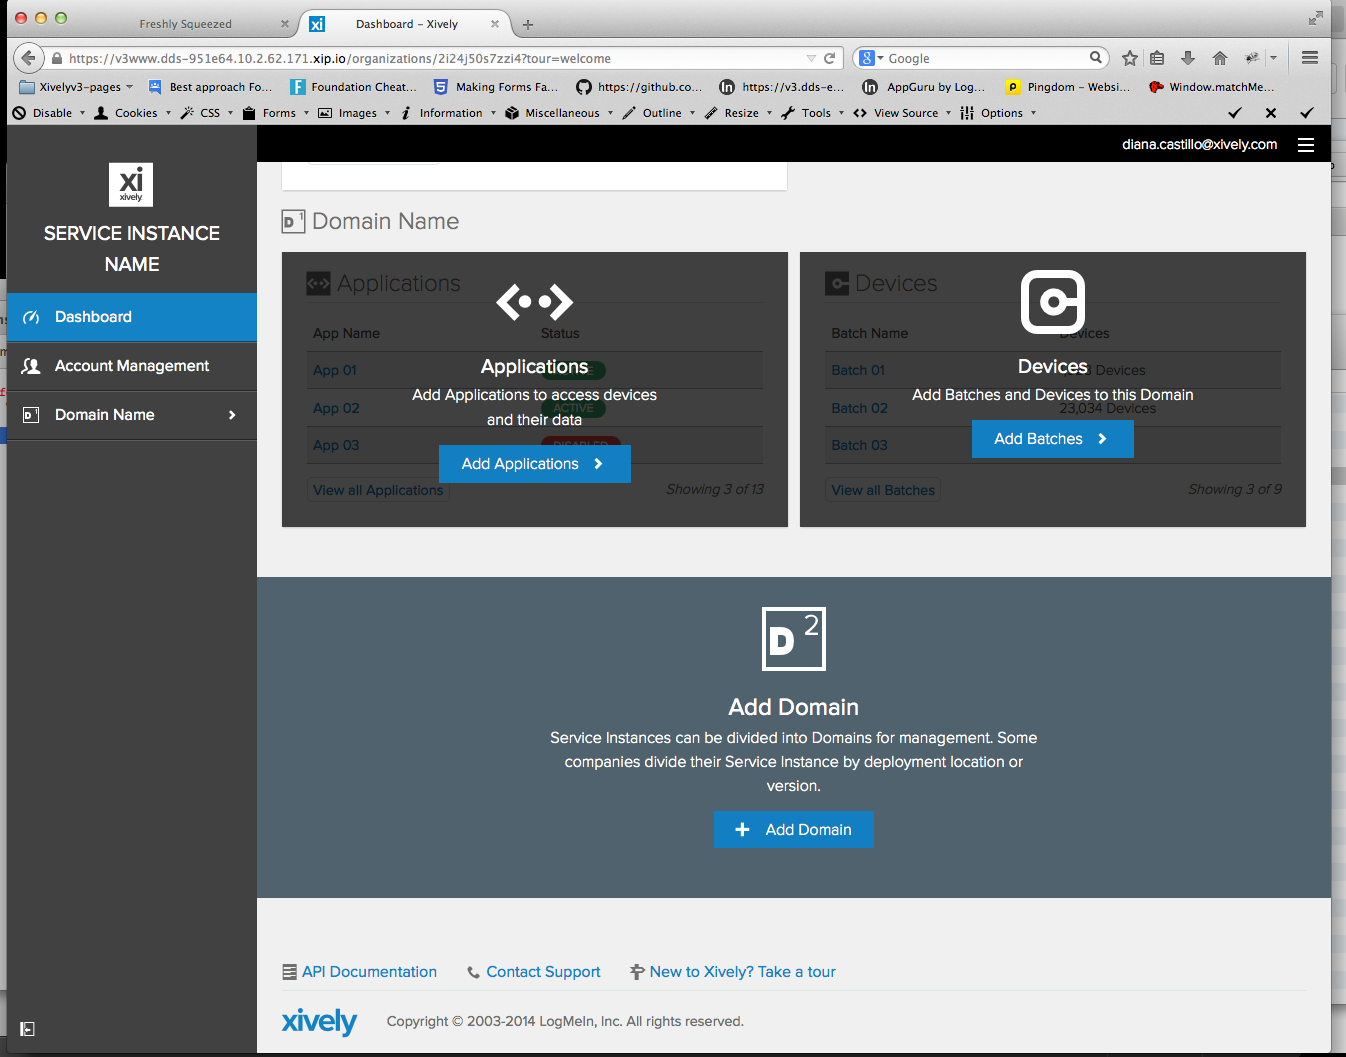 Freshly Squeezed
xi
Dashboard – Xively
https://v3www.dds-951e64.10.2.62.171.xip.io/organizations/2i24j50s7zzi4?tour=welcome
Google
Xivelyv3-pages
Best approach Fo...
Foundation Cheat...
Making Forms Fa...
https://github.co...
https://v3.dds-e...
AppGuru by Log...
Pingdom – Websi...
Window.matchMe...
Disable
Cookies
CSS
Forms
Images
Information
Miscellaneous
Outline
Resize
Tools
View Source
Options
diana.castillo@xively.com
xi
xively
SERVICE INSTANCE
NAME
Dashboard
Account Management
D1
Domain Name
D1
Domain Name
Applications
App Name
Status
App 01
App 02
ACTIVE
App 03
DISABLED
View all Applications
Showing 3 of 13
Applications
Add Applications to access devices
and their data
Add Applications
Devices
Batch Name
Devices
Batch 01
Devices
Batch 02
23,034 Devices
Batch 03
View all Batches
Showing 3 of 9
Devices
Add Batches and Devices to this Domain
Add Batches
D2
Add Domain
Service Instances can be divided into Domains for management. Some
companies divide their Service Instance by deployment location or
version.
Add Domain
API Documentation
Contact Support
New to Xively? Take a tour
xively
Copyright © 2003-2014 LogMeIn, Inc. All rights reserved.